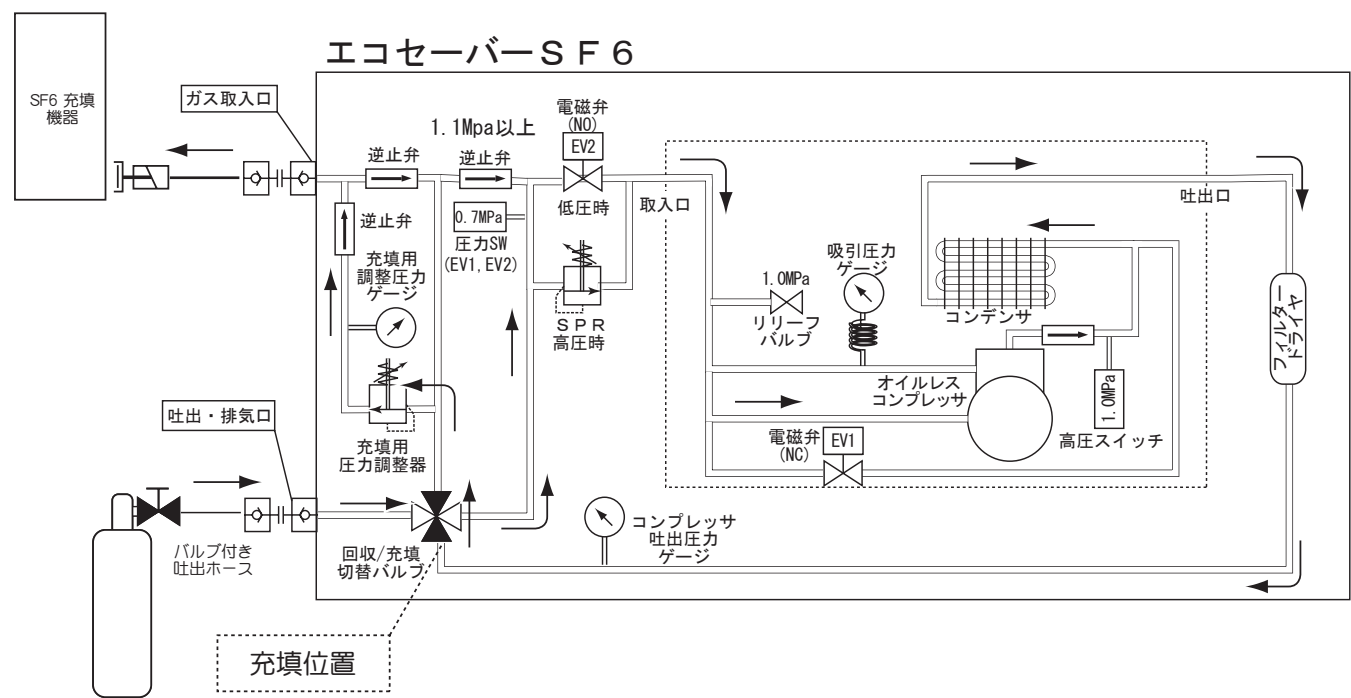 エコセーバーＳＦ６
SF6 充填
機器
ガス取入口
1.1Mpa以上
電磁弁
(NO)
EV2
逆止弁
逆止弁
低圧時
取入口
吐出口
0.7MPa
圧力SW
(EV1, EV2)
逆止弁
充填用
調整圧力
ゲージ
ＳＰＲ
高圧時
1.0MPa
リリーフ
バルブ
吸引圧力
ゲージ
コンデンサ
フィルター
ドライヤ
オイルレス
コンプレッサ
1.0MPa
高圧スイッチ
吐出・排気口
充填用
圧力調整器
電磁弁
(NC)
EV1
バルブ付き
吐出ホース
回収/充填
切替バルブ
コンプレッサ
吐出圧力
ゲージ
充填位置